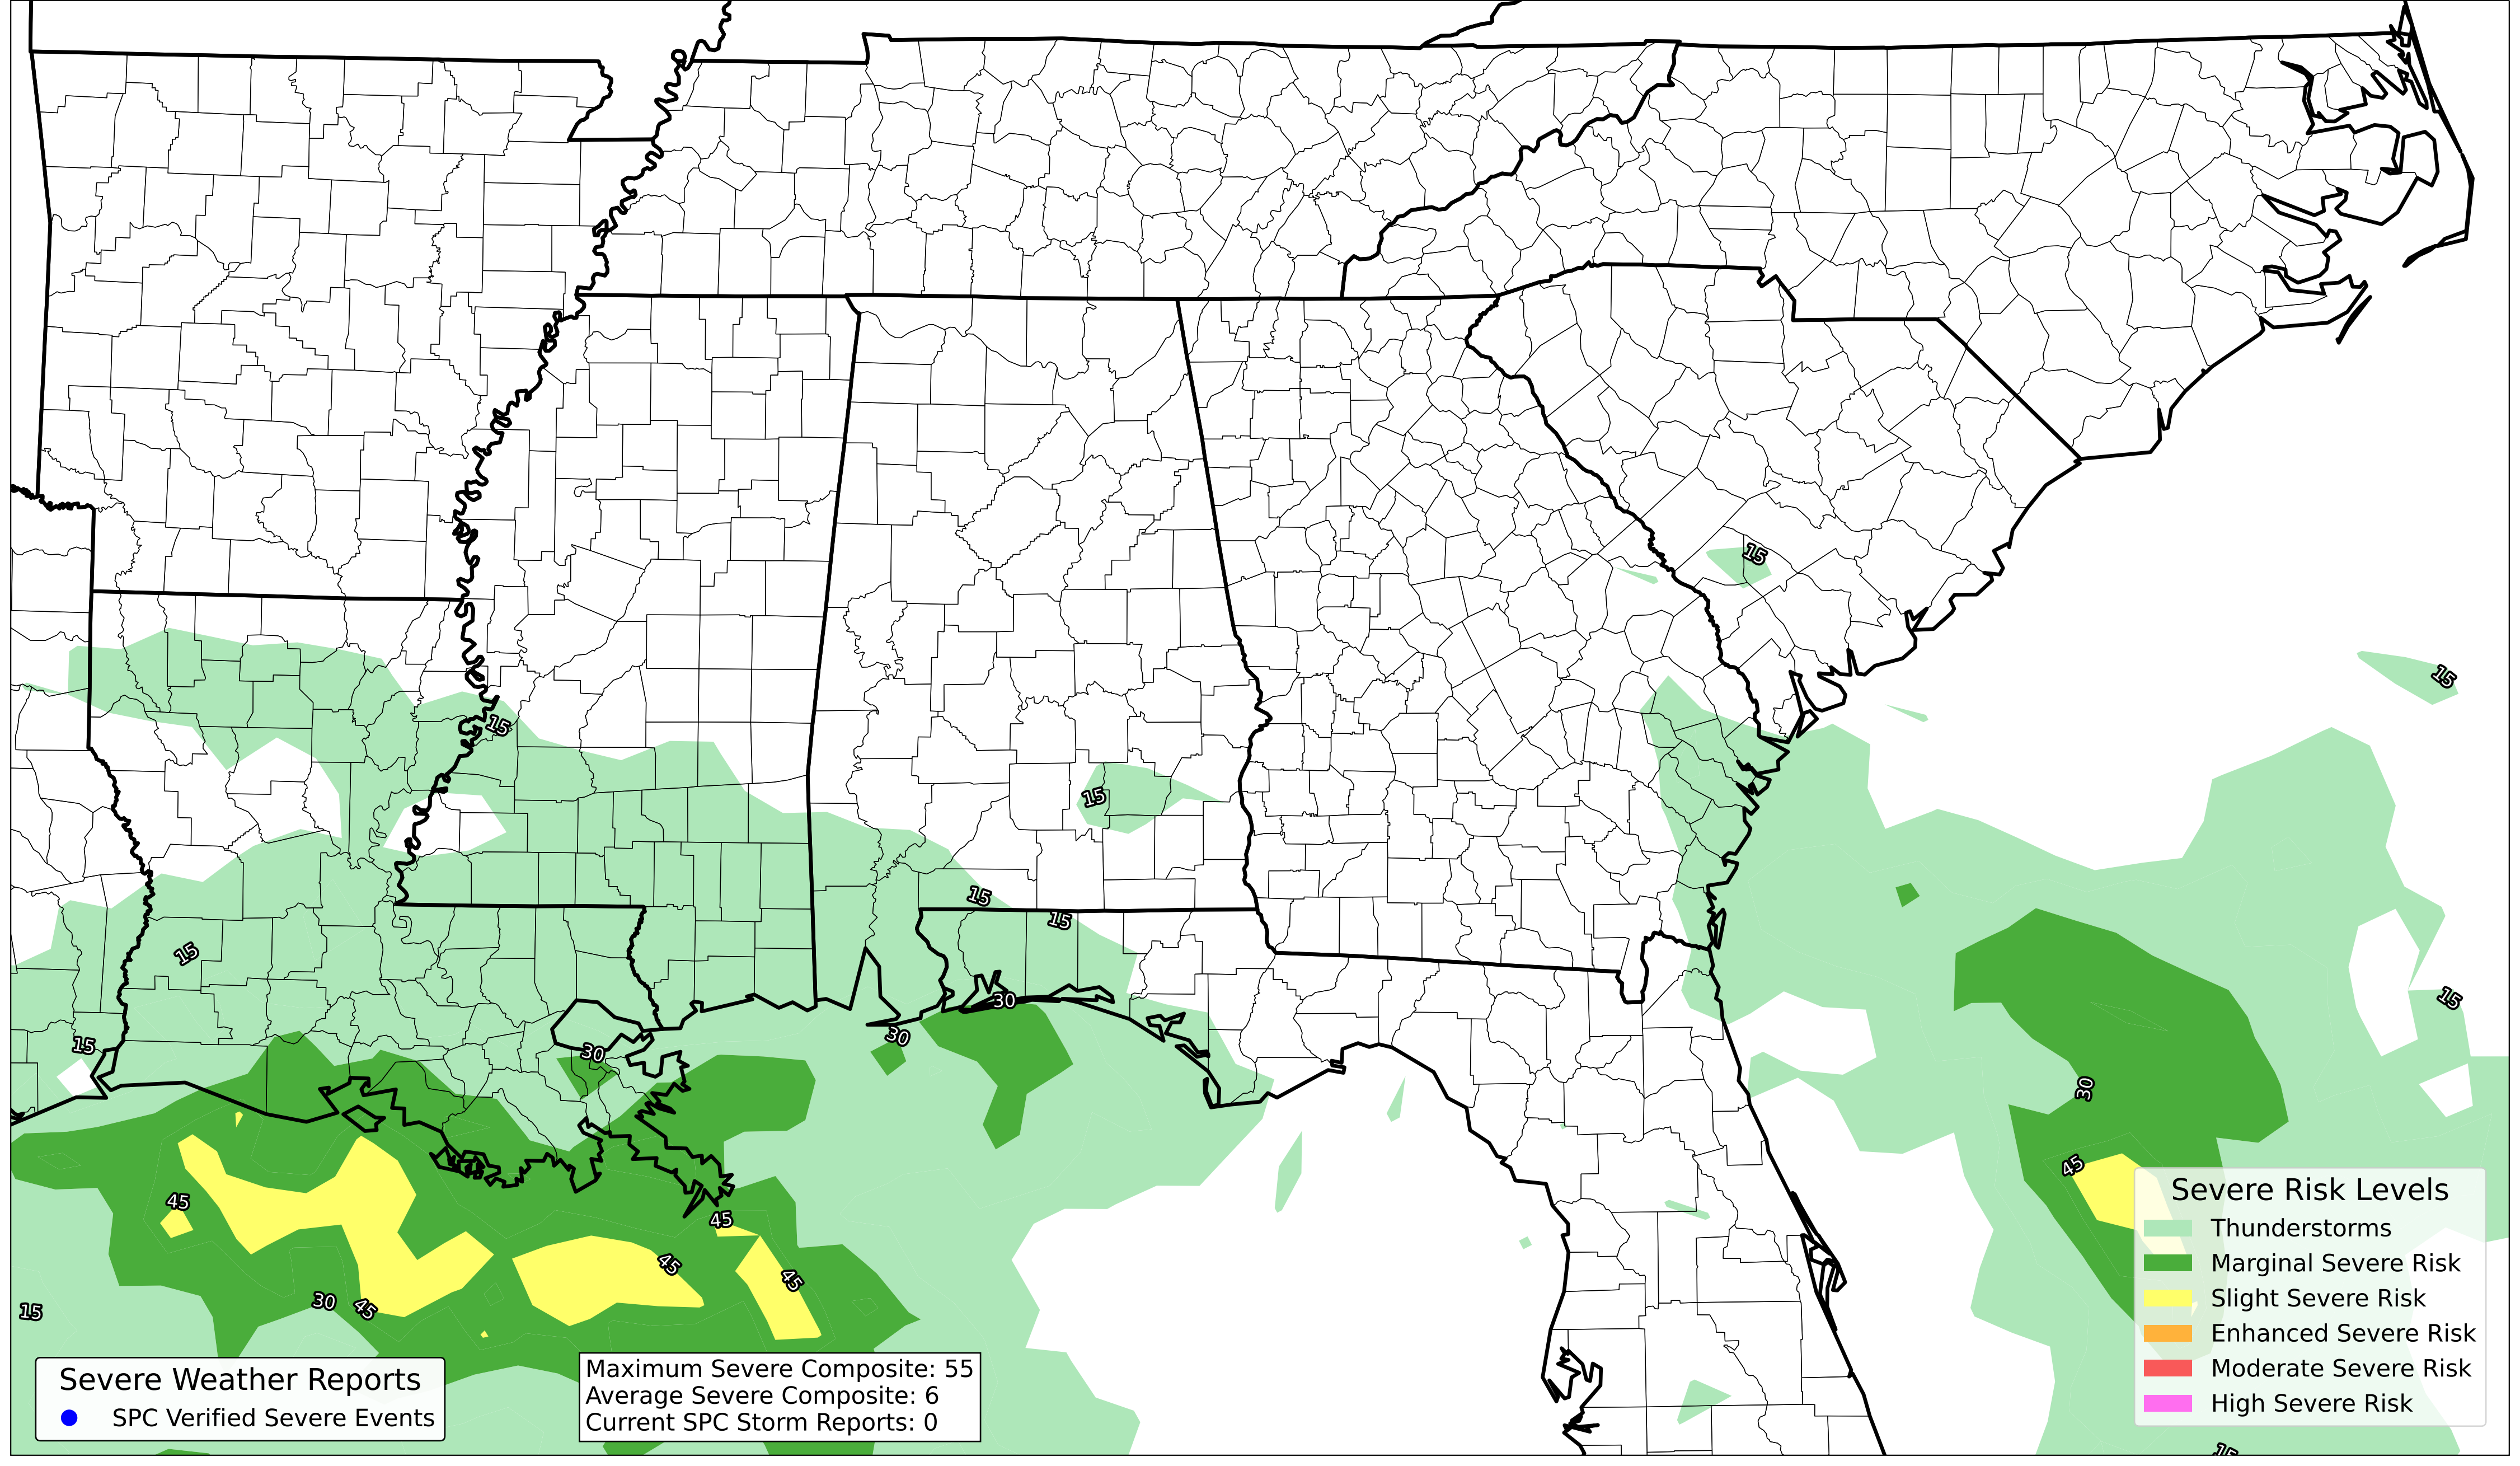 15
15
15
15
15
15
15
30
30
15
15
30
30
45
45
45
45
45
30
45
15
15
Severe Risk Levels
Thunderstorms
Marginal Severe Risk
Slight Severe Risk
Enhanced Severe Risk
Moderate Severe Risk
High Severe Risk
Severe Weather Reports
SPC Verified Severe Events
Maximum Severe Composite: 55
Average Severe Composite: 6
Current SPC Storm Reports: 0